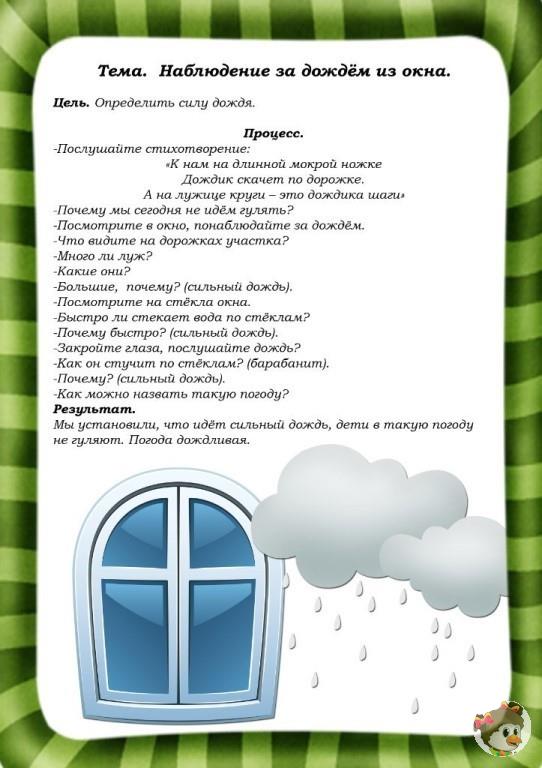 Тема. Наблюдение за дождём из окна.
Цель. Определить силу дождя.
Процесс.
-Послушайте стихотворение:
«К нам на длинной мокрой ножке
Дождик скачет по дорожке.
А на лужице круги – это дождика шаги»
-Почему мы сегодня не идём гулять?
-Посмотрите в окно, понаблюдайте за дождём.
-Что видите на дорожках участка?
-Много ли луж?
-Какие они?
-Большие, почему? (сильный дождь).
-Посмотрите на стёкла окна.
-Быстро ли стекает вода по стёклам?
-Почему быстро? (сильный дождь).
-Закройте глаза, послушайте дождь?
-Как он стучит по стёклам? (барабанит).
-Почему? (сильный дождь).
-Как можно назвать такую погоду?
Результат.
Мы установили, что идёт сильный дождь, дети в такую погоду
не гуляют. Погода дождливая.